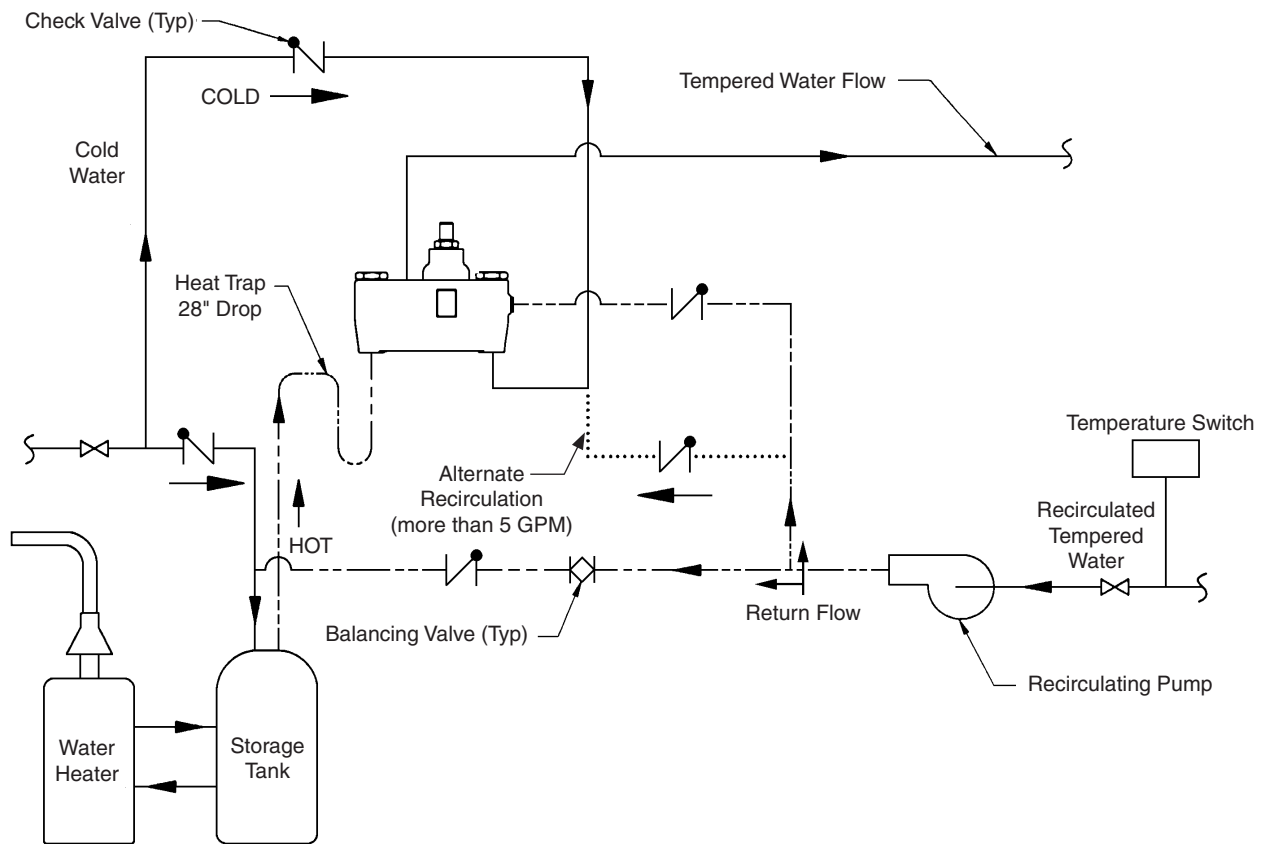 Check Valve (Typ)
COLD
Tempered Water Flow
Cold
Water
Heat Trap
28" Drop
Temperature Switch
Alternate
Recirculation
(more than 5 GPM)
Recirculated
Tempered
Water
HOT
Return Flow
Balancing Valve (Typ)
Recirculating Pump
Water
Heater
Storage
Tank